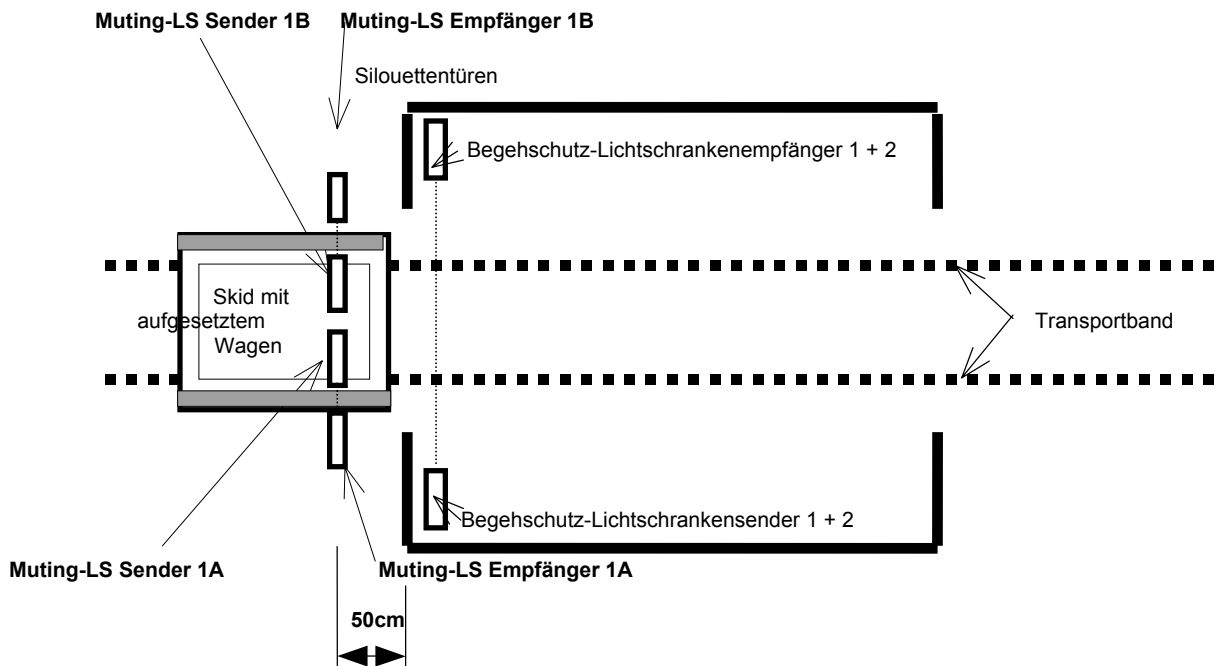 Muting-LS Sender 1B
Muting-LS Empfänger 1B
Silouettentüren
Begehschutz-Lichtschrankenempfänger 1 + 2
Skid mit
aufgesetztem
Wagen
Transportband
Begehschutz-Lichtschrankensender 1 + 2
Muting-LS Sender 1A
Muting-LS Empfänger 1A
50cm